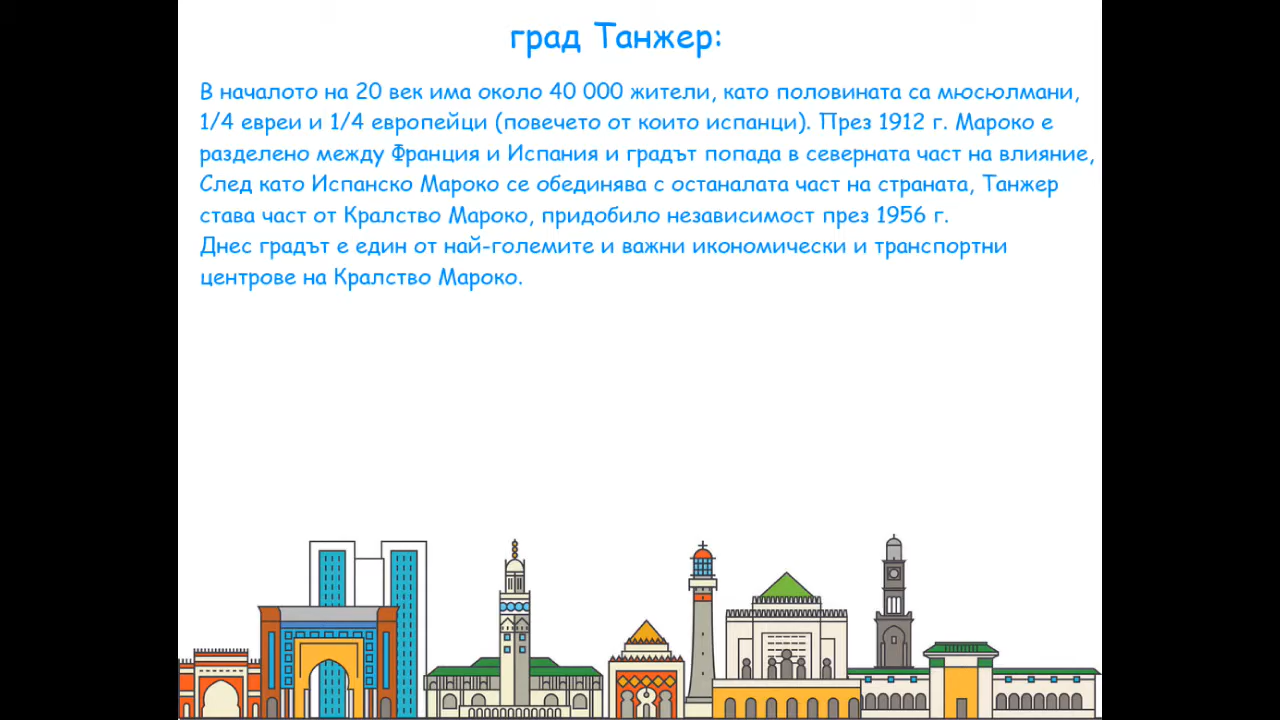 град Танжер:
В началото на 20 век има около 40 000 жители, като половината са мюсюлмани,
1/4 евреи и 1/4 европейци (повечето от които испанци). През 1912 г. Мароко е
разделено между Франция и Испания и градът попада в северната част на влияние,
След като Испанско Мароко се обединява с останалата част на страната, Танжер
става част от Кралство Мароко, придобило независимост през 1956 г.
Днес градът е един от най-големите и важни икономически и транспортни
центрове на Кралство Мароко.